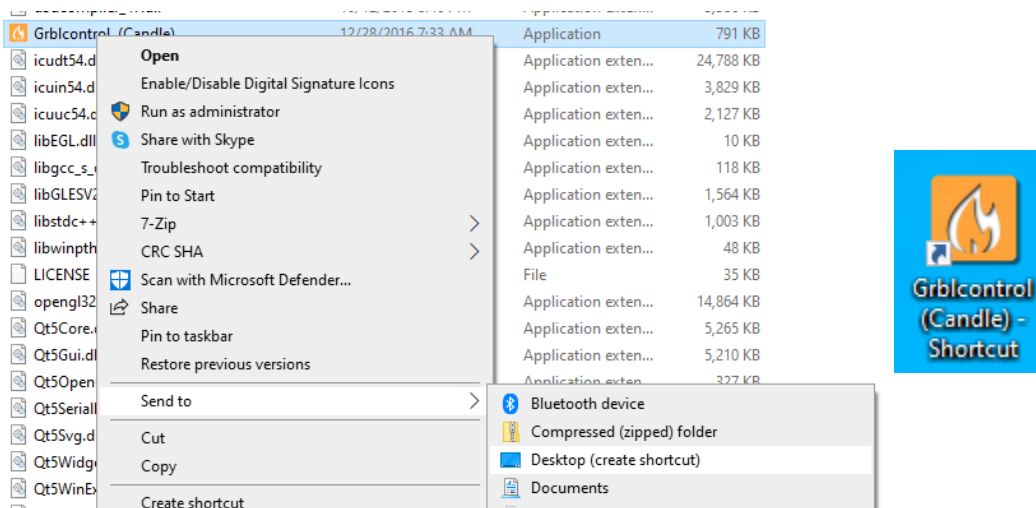 Grblcontrol (Candle) 12/28/2016 7:33 AM Application 791 KB
icudt54.d Application exten... 24,788 KB
icuin54.d Application exten... 3,829 KB
icuuc54.d Application exten... 2,127 KB
libEGL.dll Application exten... 10 KB
libgcc_s_ Application exten... 118 KB
libGLESV2 Application exten... 1,564 KB
libstdc++ Application exten... 1,003 KB
libwinpth Application exten... 48 KB
LICENSE File 35 KB
opengl32 Application exten... 14,864 KB
Qt5Core. Application exten... 5,265 KB
Qt5Gui.dl Application exten... 5,210 KB
Qt5Open Application exten... 327 KB
Qt5Serial
Qt5Svg.d
Qt5Widg
Qt5WinEx
Open
Enable/Disable Digital Signature Icons
Run as administrator
Share with Skype
Troubleshoot compatibility
Pin to Start
7-Zip
CRC SHA
Scan with Microsoft Defender...
Share
Pin to taskbar
Restore previous versions
Send to
Cut
Copy
Create shortcut
Bluetooth device
Compressed (zipped) folder
Desktop (create shortcut)
Documents
Grblcontrol
(Candle) -
Shortcut